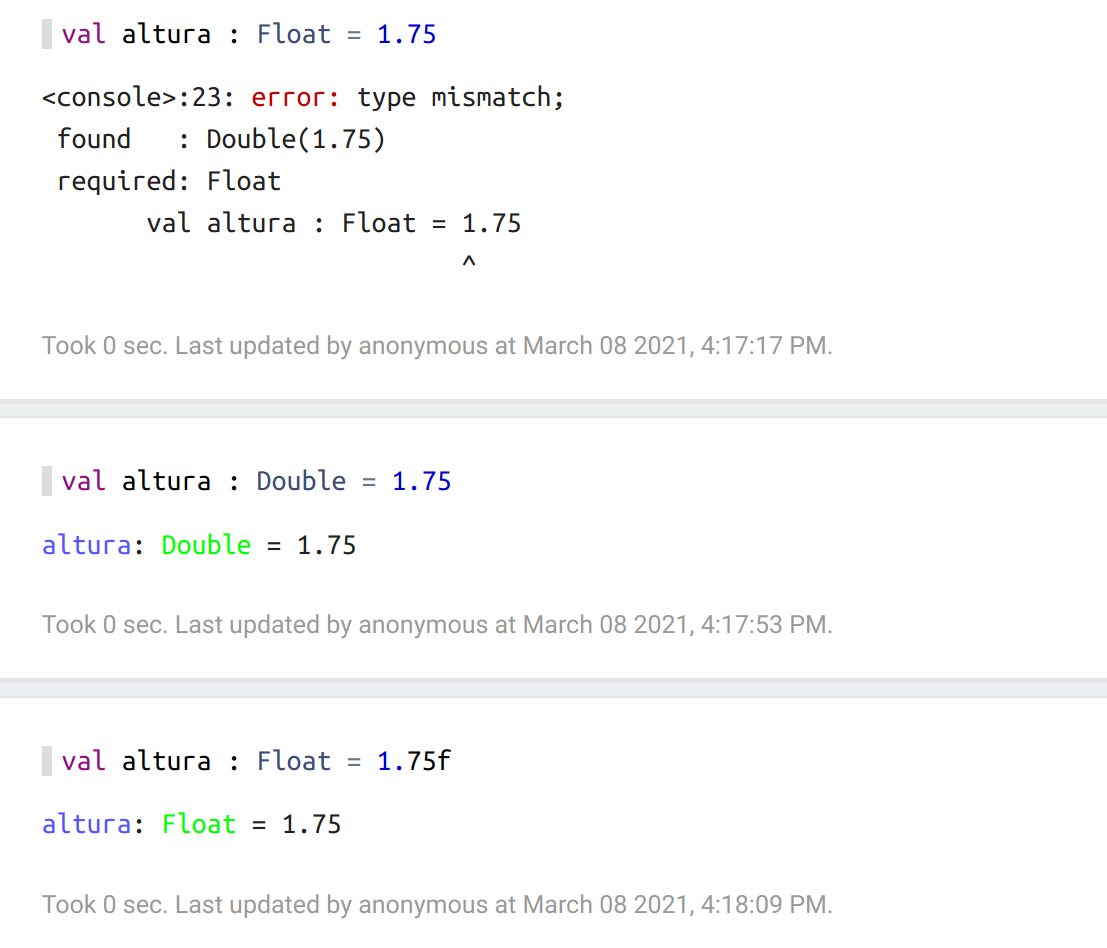 val altura : Float = 1.75
<console>:23: error: type mismatch;
 found   : Double(1.75)
 required: Float
       val altura : Float = 1.75
                            ^
Took 0 sec. Last updated by anonymous at March 08 2021, 4:17:17 PM.
val altura : Double = 1.75
altura: Double = 1.75
Took 0 sec. Last updated by anonymous at March 08 2021, 4:17:53 PM.
val altura : Float = 1.75f
altura: Float = 1.75
Took 0 sec. Last updated by anonymous at March 08 2021, 4:18:09 PM.